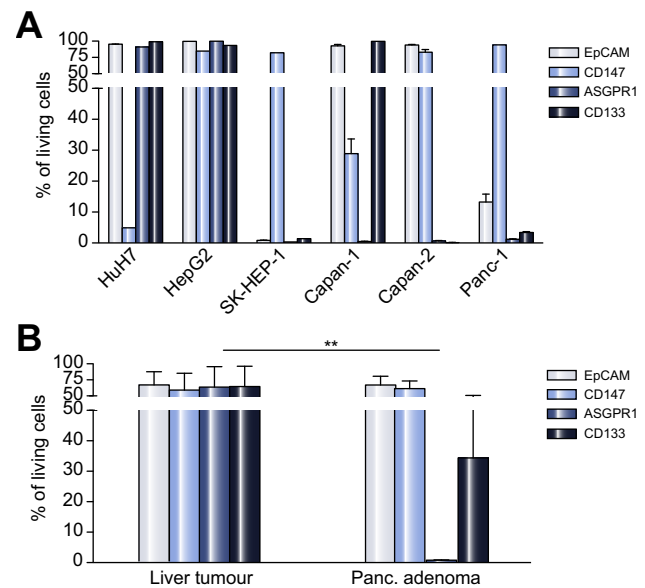 A
% of living cells
100
75
50
50
40
30
20
10
0
HuH7
HepG2
SK-HEP-1
Capan-1
Capan-2
Panc-1
EpCAM
CD147
ASGPR1
CD133
B
**
% of living cells
100
75
50
50
40
30
20
10
0
Liver tumour
Panc. adenoma
EpCAM
CD147
ASGPR1
CD133